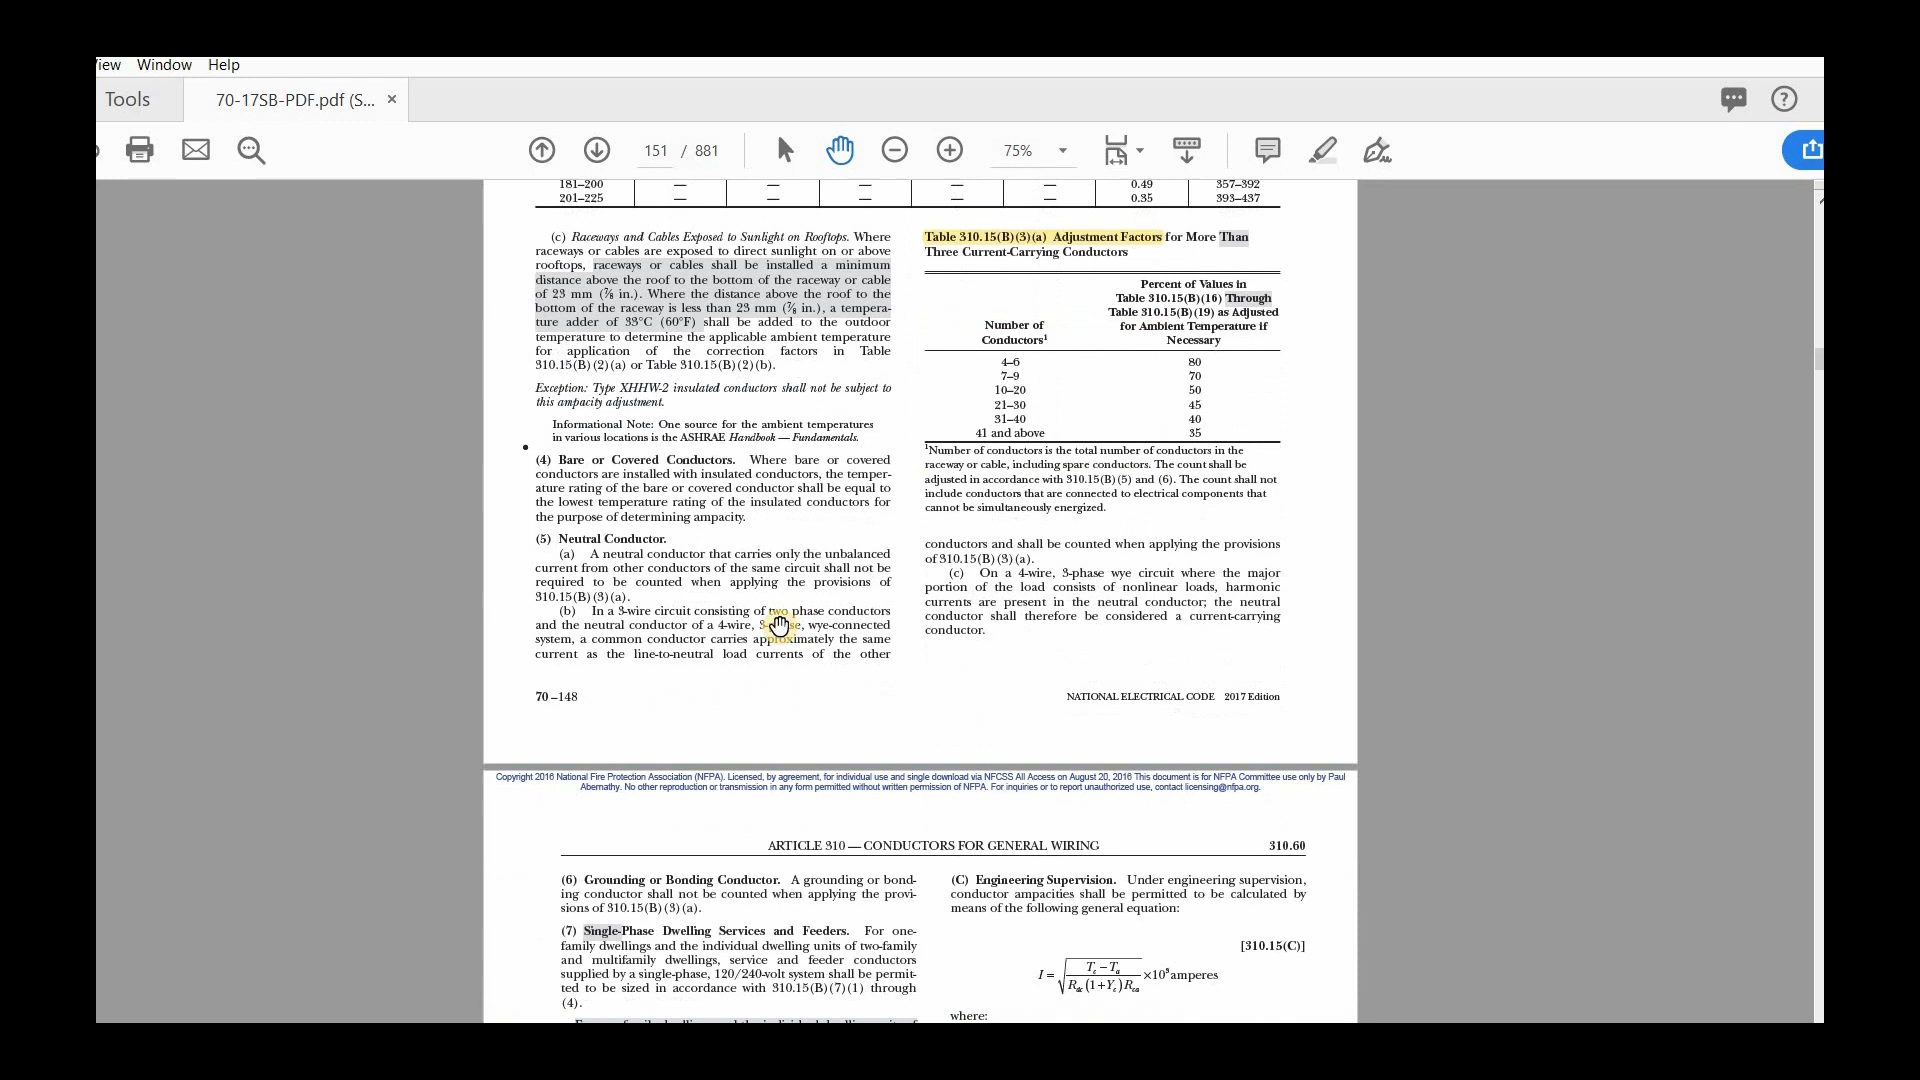 iew Window Help
Tools 70-17SB-PDF.pdf (S... ×
151 / 881 75%
181–200 — — — — — 0.49 357–392
201–225 — — — — — 0.35 393–437
(c) Raceways and Cables Exposed to Sunlight on Rooftops. Where
raceways or cables are exposed to direct sunlight on or above
rooftops, raceways or cables shall be installed a minimum
distance above the roof to the bottom of the raceway or cable
of 23 mm (⅞ in.). Where the distance above the roof to the
bottom of the raceway is less than 23 mm (⅞ in.), a tempera-
ture adder of 33°C (60°F) shall be added to the outdoor
temperature to determine the applicable ambient temperature
for application of the correction factors in Table
310.15(B)(2)(a) or Table 310.15(B)(2)(b).
Exception: Type XHHW-2 insulated conductors shall not be subject to
this ampacity adjustment.
Informational Note: One source for the ambient temperatures
in various locations is the ASHRAE Handbook — Fundamentals.
(4) Bare or Covered Conductors. Where bare or covered
conductors are installed with insulated conductors, the temper-
ature rating of the bare or covered conductor shall be equal to
the lowest temperature rating of the insulated conductors for
the purpose of determining ampacity.
(5) Neutral Conductor.
(a) A neutral conductor that carries only the unbalanced
current from other conductors of the same circuit shall not be
required to be counted when applying the provisions of
310.15(B)(3)(a).
(b) In a 3-wire circuit consisting of two phase conductors
and the neutral conductor of a 4-wire, wye-connected
system, a common conductor carries approximately the same
current as the line-to-neutral load currents of the other
Table 310.15(B)(3)(a) Adjustment Factors for More Than
Three Current-Carrying Conductors
Number of
Conductors¹
Percent of Values in
Table 310.15(B)(16) Through
Table 310.15(B)(19) as Adjusted
for Ambient Temperature if
Necessary
4–6 80
7–9 70
10–20 50
21–30 45
31–40 40
41 and above 35
¹Number of conductors is the total number of conductors in the
raceway or cable, including spare conductors. The count shall be
adjusted in accordance with 310.15(B)(5) and (6). The count shall not
include conductors that are connected to electrical components that
cannot be simultaneously energized.
conductors and shall be counted when applying the provisions
of 310.15(B)(3)(a).
(c) On a 4-wire, 3-phase wye circuit where the major
portion of the load consists of nonlinear loads, harmonic
currents are present in the neutral conductor; the neutral
conductor shall therefore be considered a current-carrying
conductor.
70–148 NATIONAL ELECTRICAL CODE 2017 Edition
Copyright 2016 National Fire Protection Association (NFPA). Licensed, by agreement, for individual use and single download via NFCSS All Access on August 20, 2016 This document is for NFPA Committee use only by Paul
Abernathy. No other reproduction or transmission in any form permitted without written permission of NFPA. For inquiries or to report unauthorized use, contact licensing@nfpa.org.
ARTICLE 310 — CONDUCTORS FOR GENERAL WIRING 310.60
(6) Grounding or Bonding Conductor. A grounding or bond-
ing conductor shall not be counted when applying the provi-
sions of 310.15(B)(3)(a).
(7) Single-Phase Dwelling Services and Feeders. For one-
family dwellings and the individual dwelling units of two-family
and multifamily dwellings, service and feeder conductors
supplied by a single-phase, 120/240-volt system shall be permit-
ted to be sized in accordance with 310.15(B)(7)(1) through
(4).
(C) Engineering Supervision. Under engineering supervision,
conductor ampacities shall be permitted to be calculated by
means of the following general equation:
[310.15(C)]
I = √((Tc − Ta) / (Rdc(1+Yc)Rca)) ×10³ amperes
where: